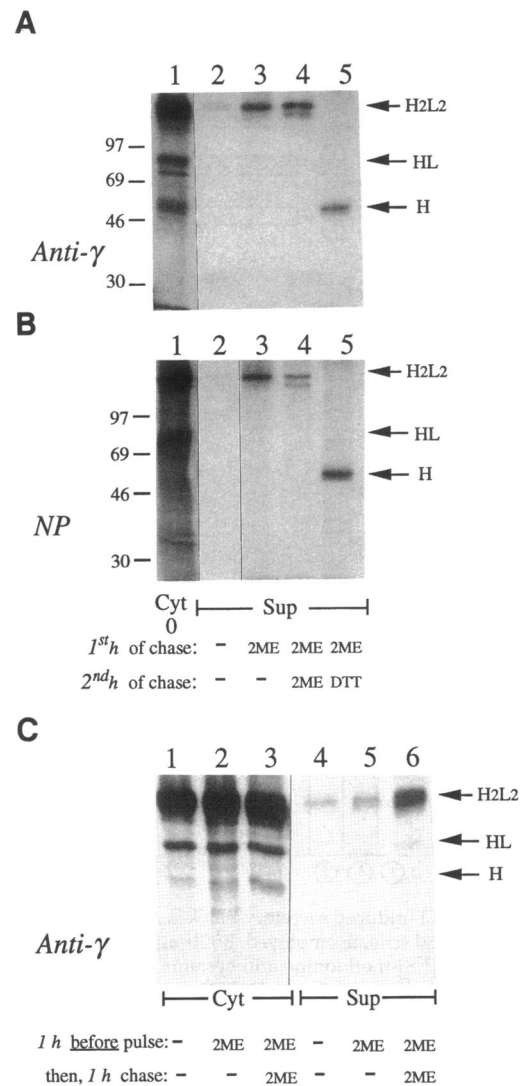 A
1 2 3 4 5
H2L2
97
HL
69
H
46
Anti-γ
30
B
1 2 3 4 5
H2L2
97
HL
69
H
46
NP
30
Cyt Sup
0
1st h of chase: – 2ME 2ME 2ME
2nd h of chase: – – 2ME DTT
C
1 2 3 4 5 6
H2L2
HL
H
Anti-γ
Cyt Sup
1 h before pulse: – 2ME 2ME – 2ME 2ME
then, 1 h chase: 2ME 2ME